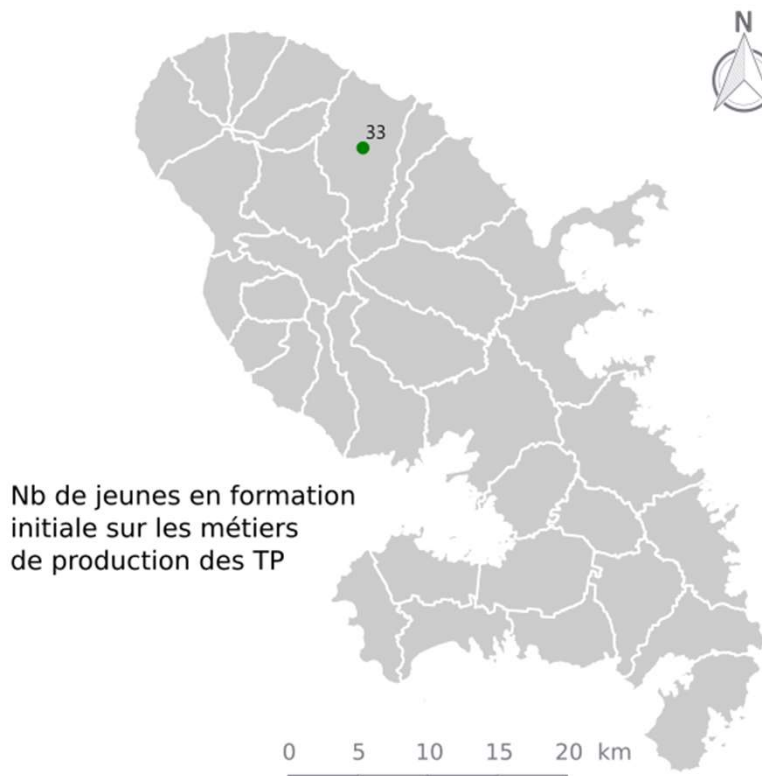 N
33
Nb de jeunes en formation
initiale sur les métiers
de production des TP
0 5 10 15 20 km